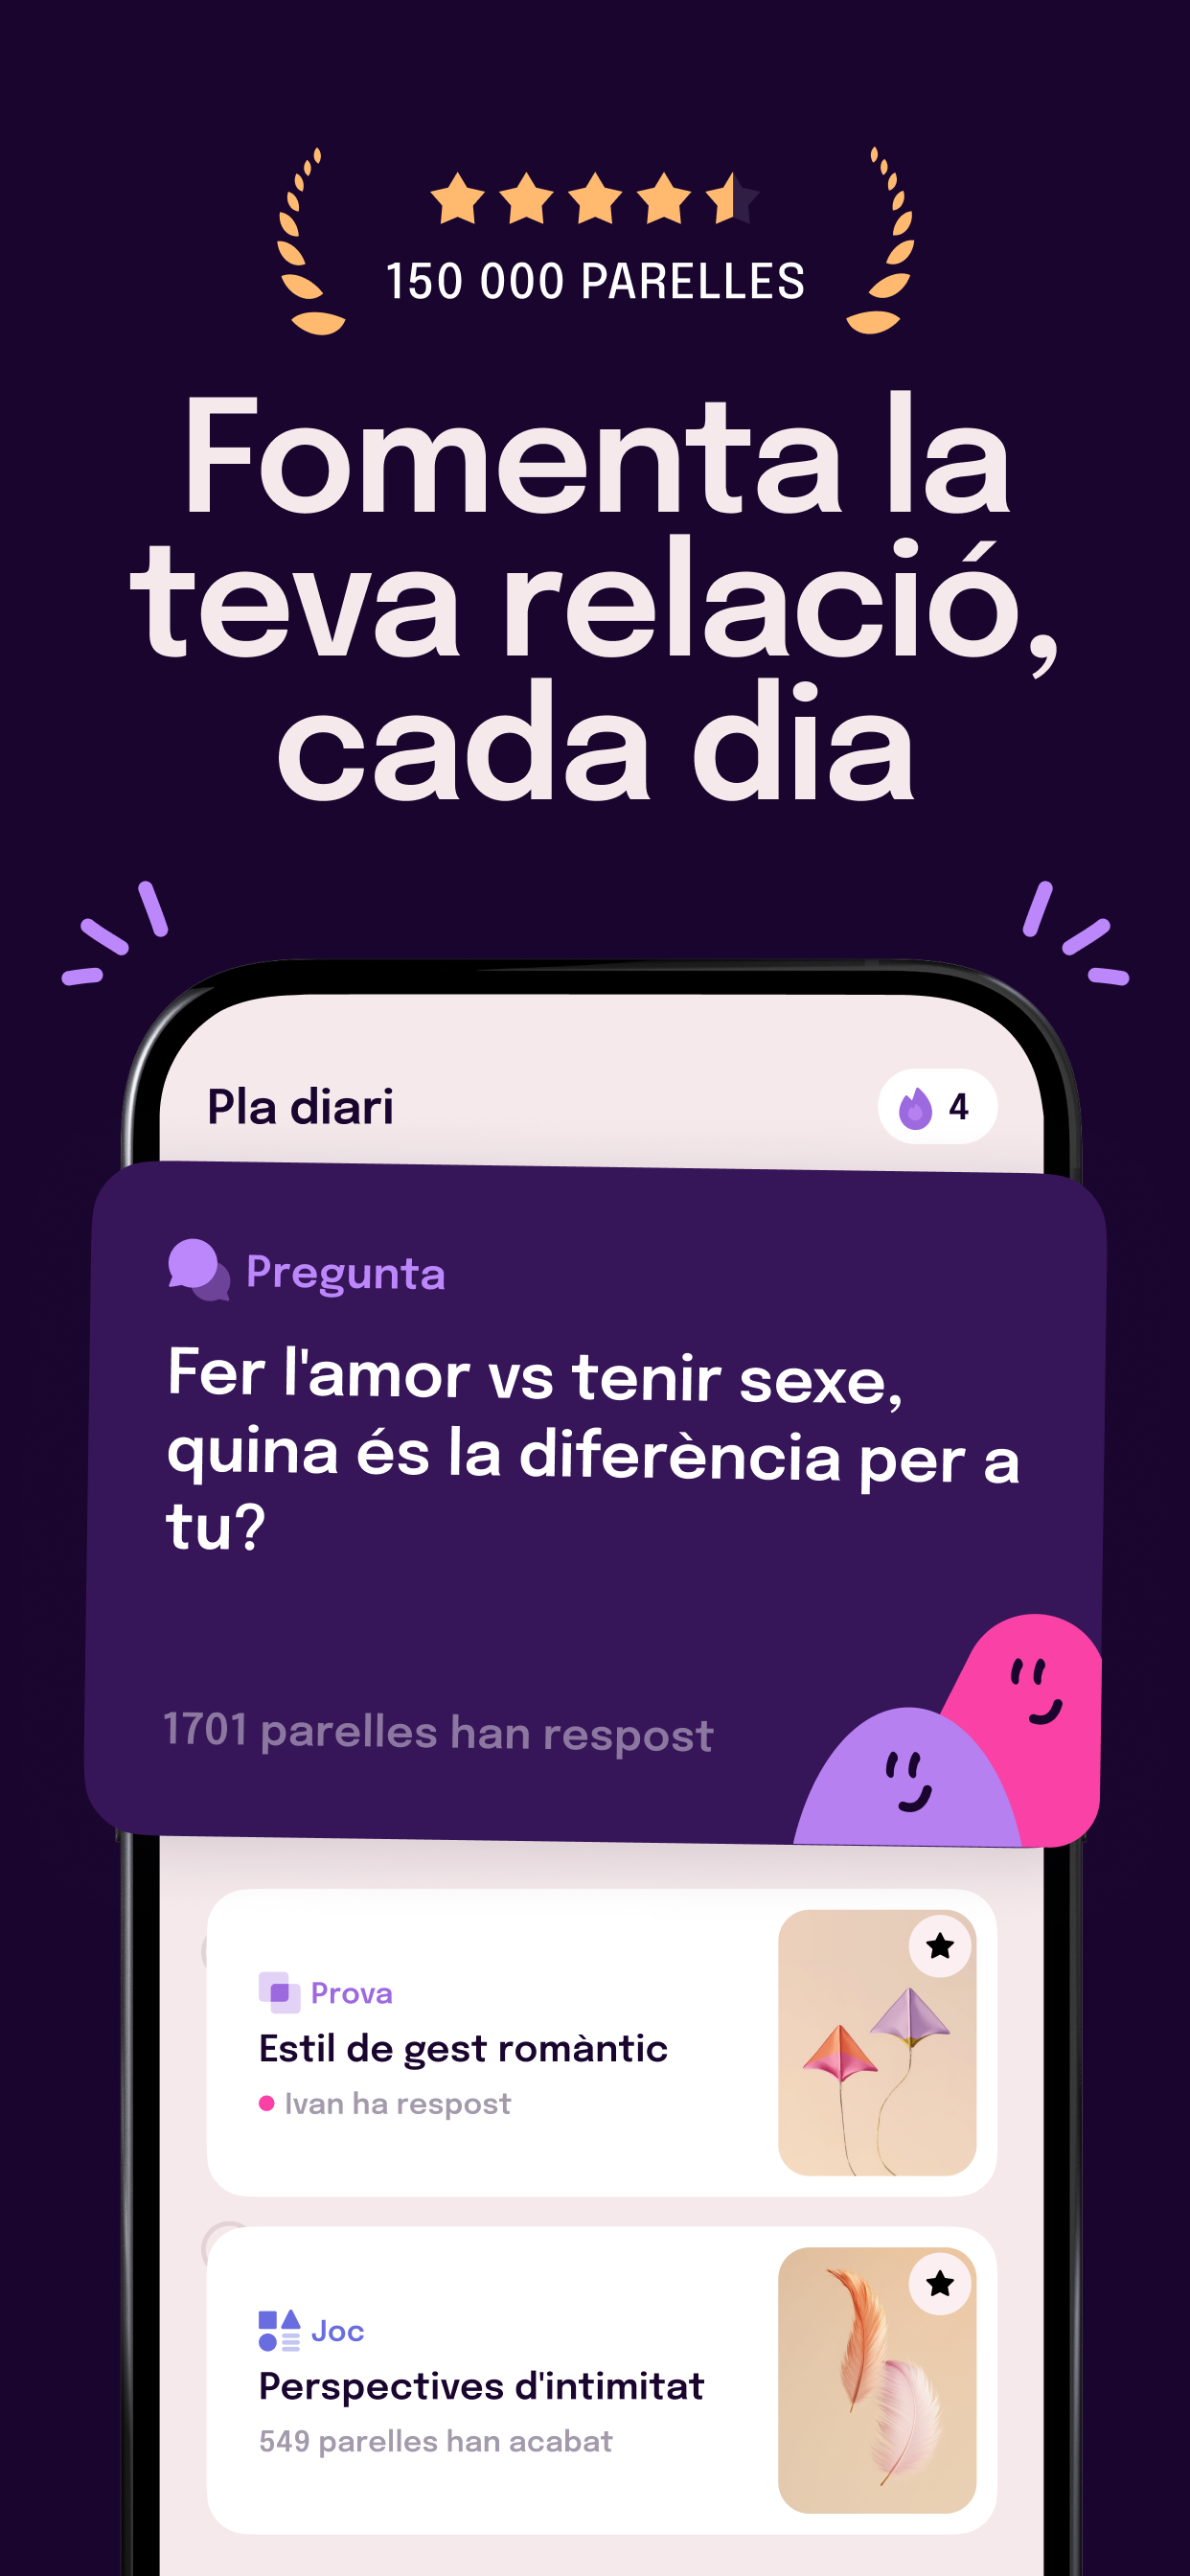 150 000 PARELLES
Fomenta la
teva relació,
cada dia
Pla diari
4
Pregunta
Fer l'amor vs tenir sexe,
quina és la diferència per a
tu?
1701 parelles han respost
Prova
Estil de gest romàntic
Ivan ha respost
Joc
Perspectives d'intimitat
549 parelles han acabat